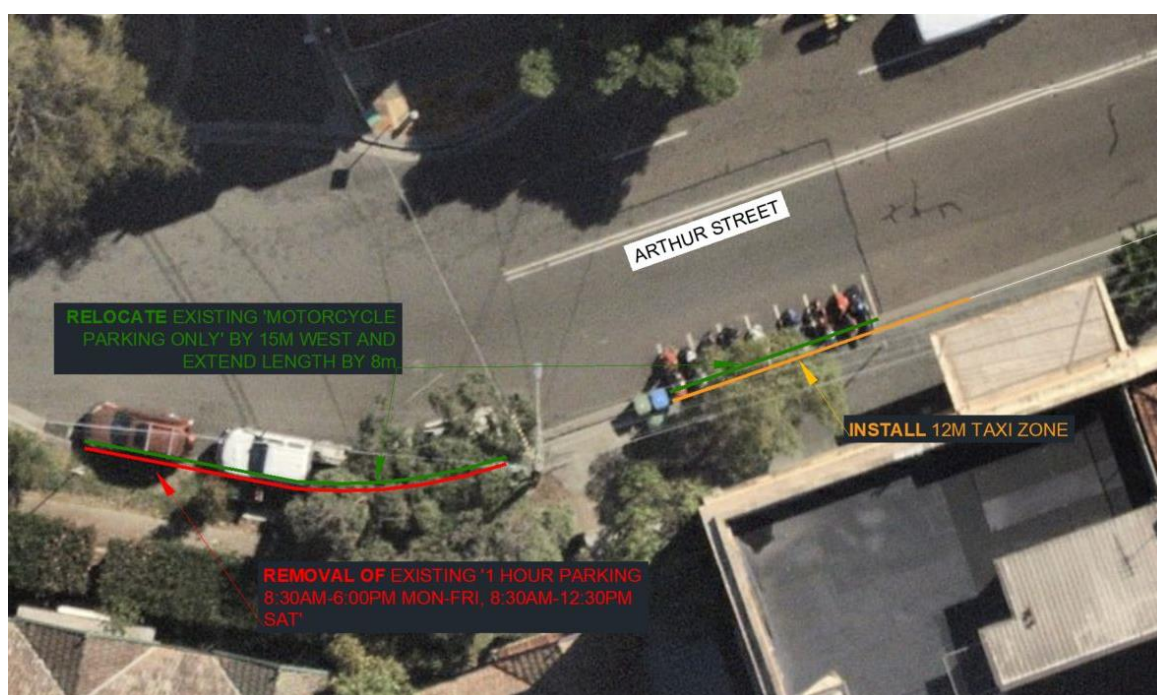 ARTHUR STREET
RELOCATE EXISTING 'MOTORCYCLE
PARKING ONLY' BY 15M WEST AND
EXTEND LENGTH BY 8m
INSTALL 12M TAXI ZONE
REMOVAL OF EXISTING '1 HOUR PARKING
8:30AM-6:00PM MON-FRI, 8:30AM-12:30PM
SAT'